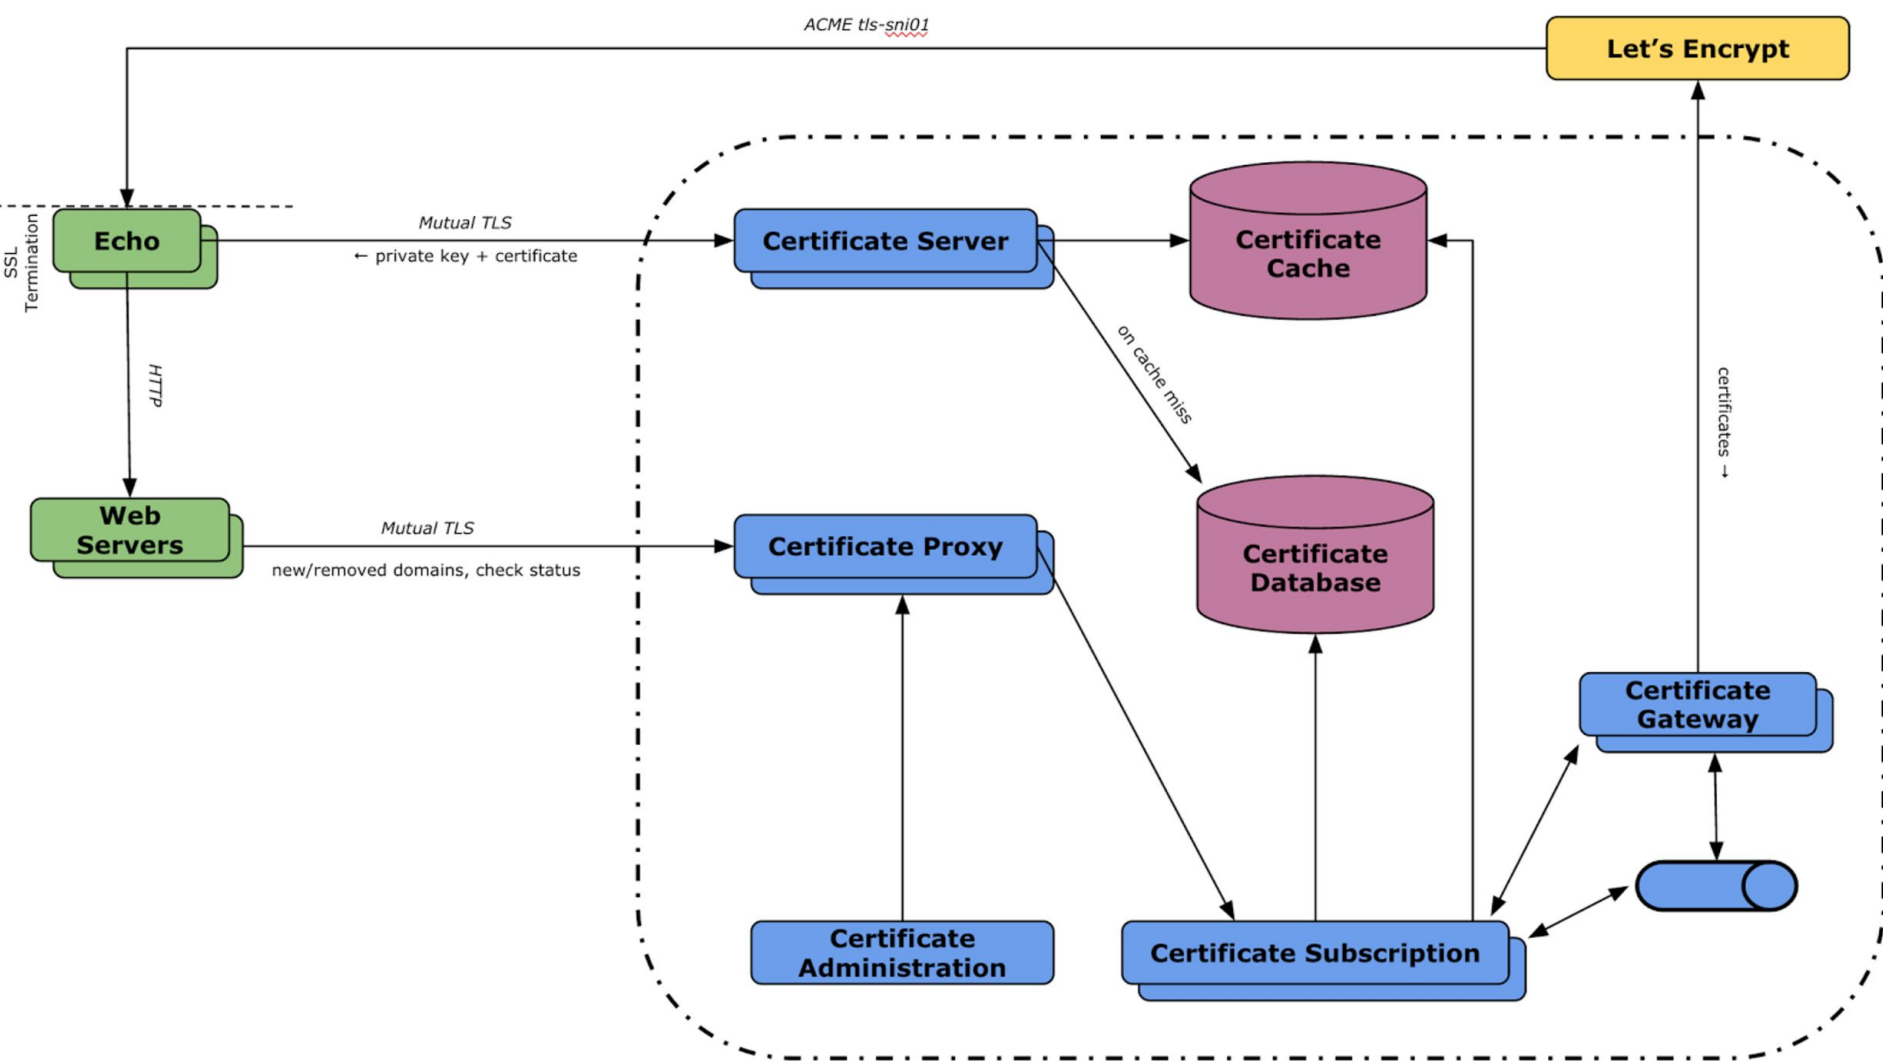 ACME tls-sni01
Let’s Encrypt
SSL
Termination
Echo
Mutual TLS
← private key + certificate
Certificate Server
Certificate
Cache
on cache miss
HTTP
certificates →
Web
Servers
Mutual TLS
new/removed domains, check status
Certificate Proxy
Certificate
Database
Certificate
Gateway
Certificate
Administration
Certificate Subscription